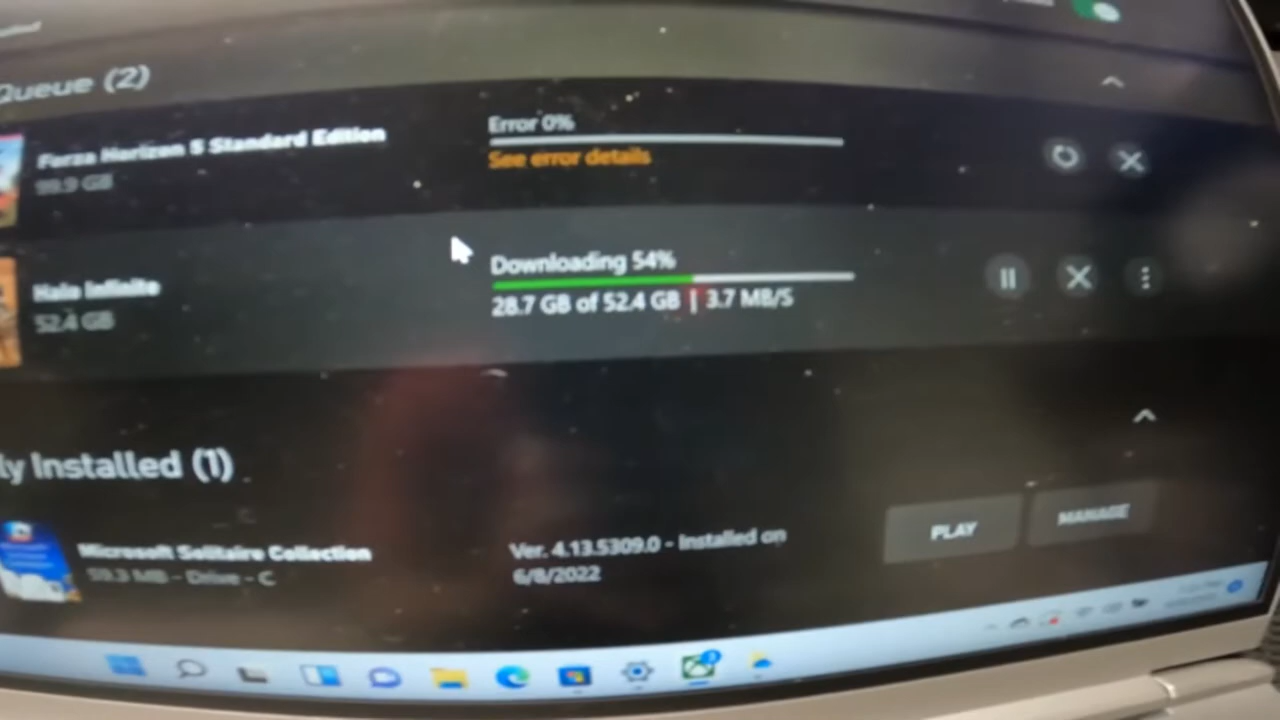 Queue (2)
Forza Horizon 5 Standard Edition
Error 0%
See error details
Halo Infinite
52.4 GB
Downloading 54%
28.7 GB of 52.4 GB | 3.7 MB/S
ly Installed (1)
Microsoft Solitaire Collection
MB - Drive - C
Ver. 4.13.5309.0 - Installed on
6/8/2022
PLAY
MANAGE